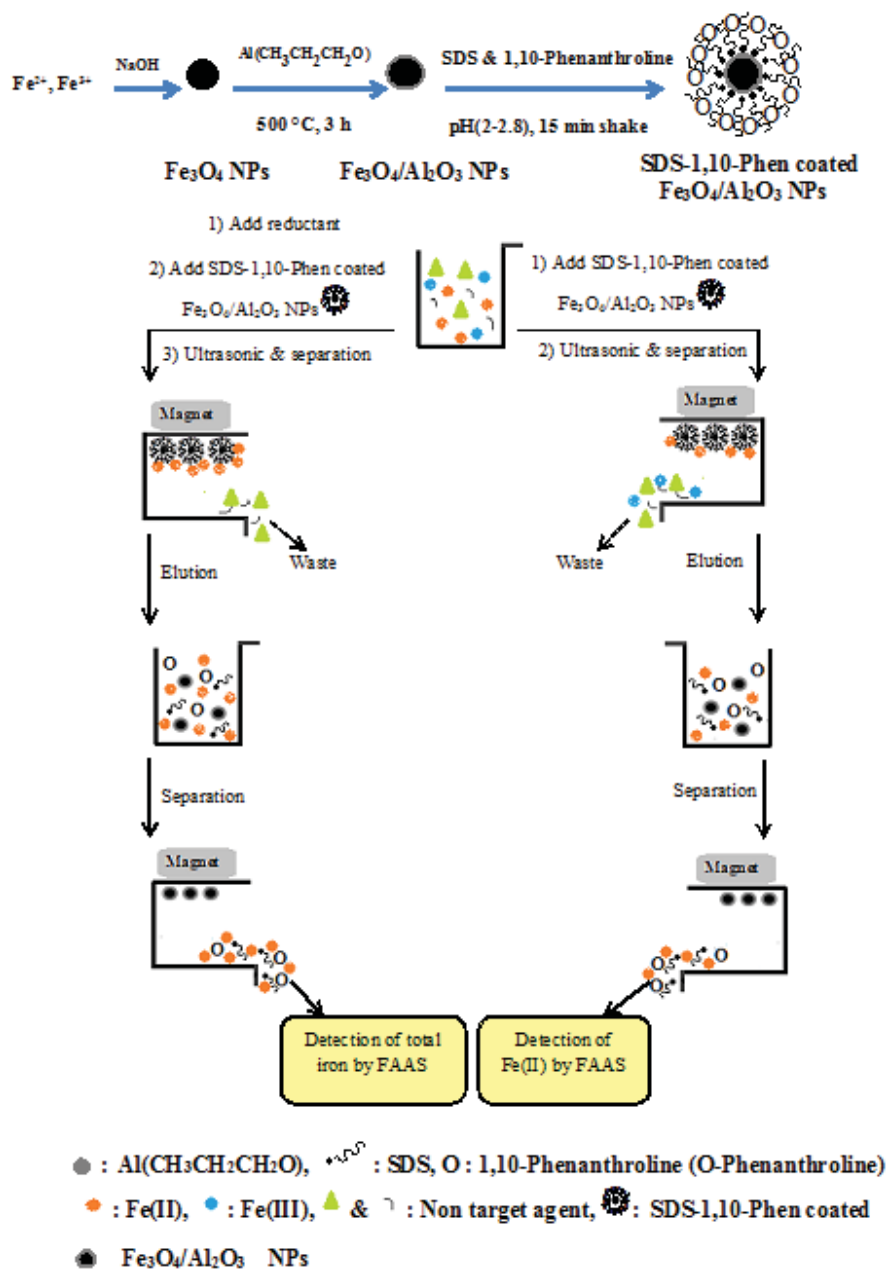 Fe²⁺, Fe³⁺
NaOH
Al(CH₃CH₂CH₂O)
500 °C, 3 h
SDS & 1,10-Phenanthroline
pH(2-2.8), 15 min shake
Fe₃O₄ NPs
Fe₃O₄/Al₂O₃ NPs
SDS-1,10-Phen coated
Fe₃O₄/Al₂O₃ NPs
1) Add reductant
2) Add SDS-1,10-Phen coated
Fe₃O₄/Al₂O₃ NPs
3) Ultrasonic & separation
1) Add SDS-1,10-Phen coated
Fe₃O₄/Al₂O₃ NPs
2) Ultrasonic & separation
Magnet
Magnet
Waste
Waste
Elution
Elution
Separation
Separation
Magnet
Magnet
Detection of total
iron by FAAS
Detection of
Fe(II) by FAAS
: Al(CH3CH2CH2O), : SDS, O : 1,10-Phenanthroline (O-Phenanthroline)
: Fe(II), : Fe(III), & : Non target agent, : SDS-1,10-Phen coated
Fe₃O₄/Al₂O₃ NPs